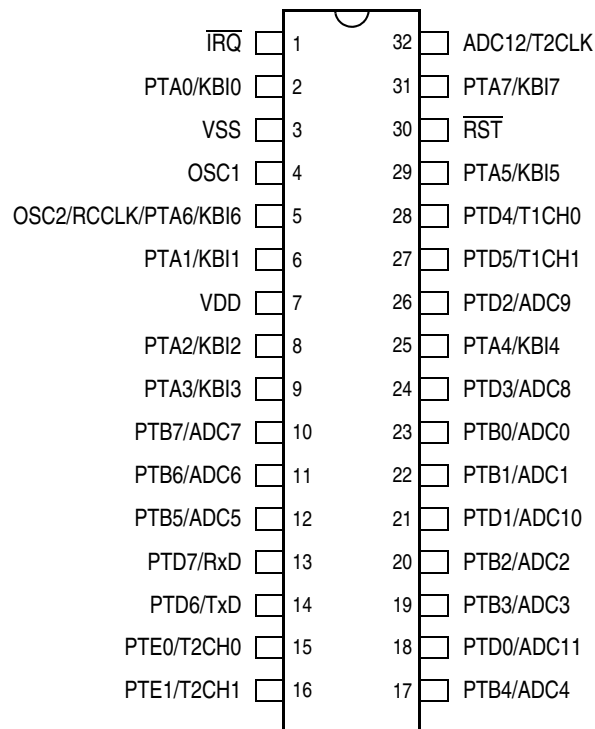 I̅R̅Q̅ 1 32 ADC12/T2CLK
PTA0/KBI0 2 31 PTA7/KBI7
VSS 3 30 R̅S̅T̅
OSC1 4 29 PTA5/KBI5
OSC2/RCCLK/PTA6/KBI6 5 28 PTD4/T1CH0
PTA1/KBI1 6 27 PTD5/T1CH1
VDD 7 26 PTD2/ADC9
PTA2/KBI2 8 25 PTA4/KBI4
PTA3/KBI3 9 24 PTD3/ADC8
PTB7/ADC7 10 23 PTB0/ADC0
PTB6/ADC6 11 22 PTB1/ADC1
PTB5/ADC5 12 21 PTD1/ADC10
PTD7/RxD 13 20 PTB2/ADC2
PTD6/TxD 14 19 PTB3/ADC3
PTE0/T2CH0 15 18 PTD0/ADC11
PTE1/T2CH1 16 17 PTB4/ADC4